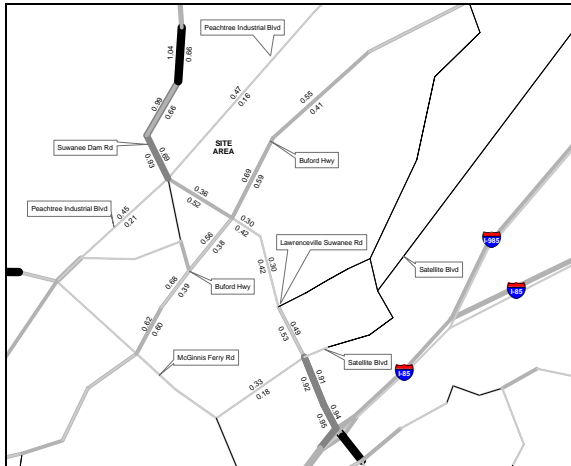 Peachtree Industrial Blvd
1.04
0.66
0.99
0.66
0.47
0.16
0.55
0.41
Suwanee Dam Rd
0.69
0.93
SITE
AREA
Buford Hwy
0.69
0.59
0.36
0.52
Peachtree Industrial Blvd
0.45
0.21
0.30
0.42
0.56
0.38
Lawrenceville Suwanee Rd
I-985
0.30
0.42
Satellite Blvd
0.68
0.39
Buford Hwy
I-85
0.62
0.60
0.49
0.53
McGinnis Ferry Rd
Satellite Blvd
I-85
0.33
0.18
0.91
0.92
0.94
0.95